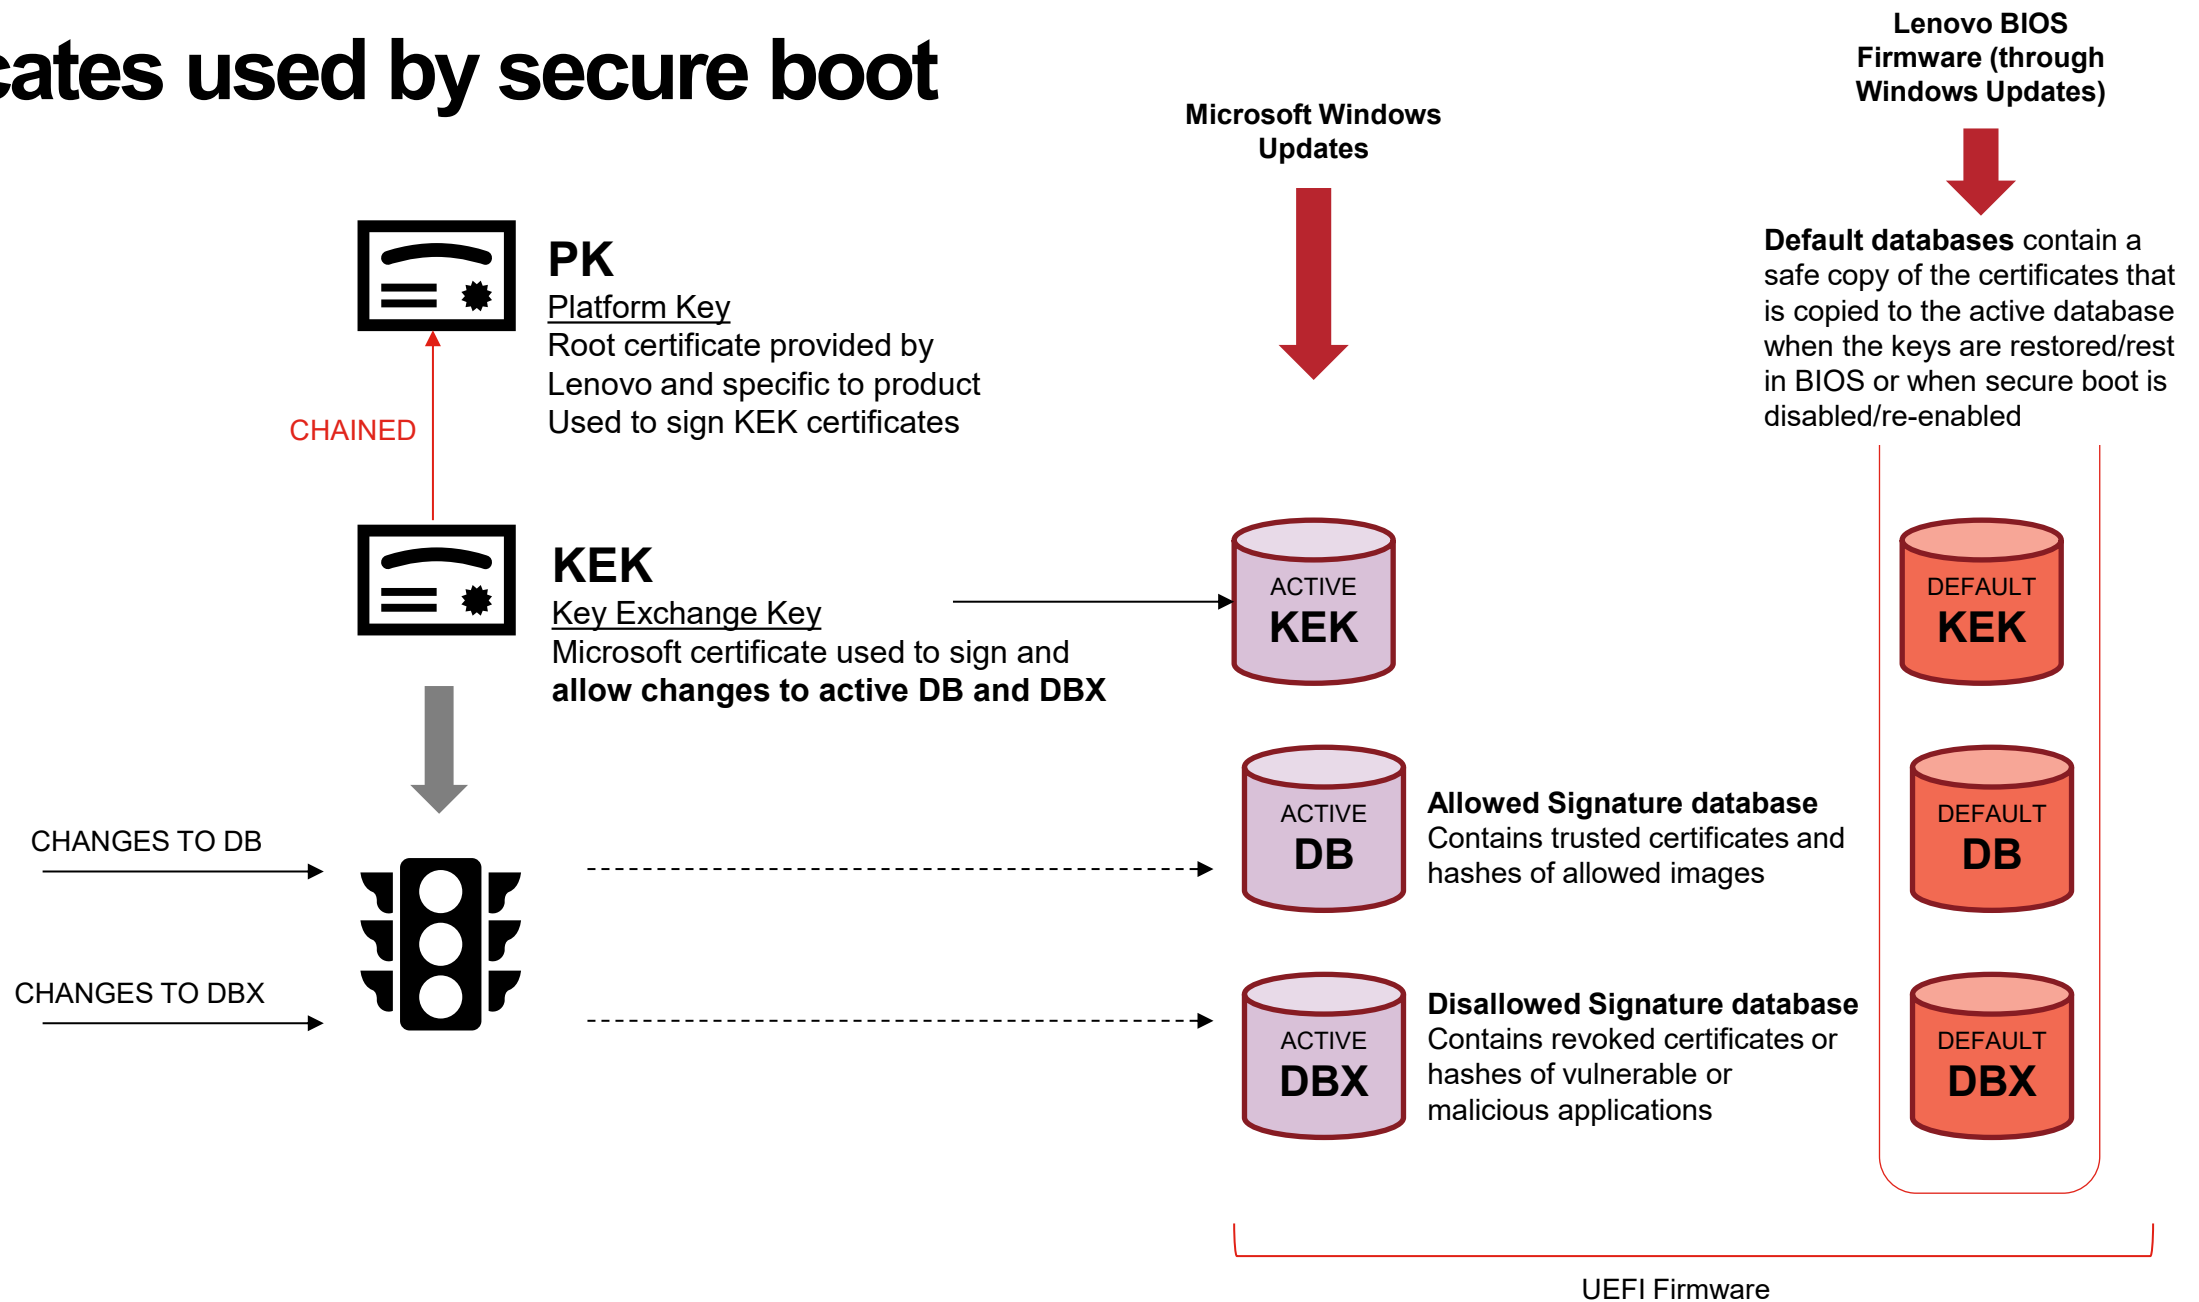 cates used by secure boot
Microsoft Windows
Updates
Lenovo BIOS
Firmware (through
Windows Updates)
PK
Platform Key
Root certificate provided by
Lenovo and specific to product
Used to sign KEK certificates
CHAINED
Default databases contain a
safe copy of the certificates that
is copied to the active database
when the keys are restored/rest
in BIOS or when secure boot is
disabled/re-enabled
KEK
Key Exchange Key
Microsoft certificate used to sign and
allow changes to active DB and DBX
ACTIVE
KEK
DEFAULT
KEK
CHANGES TO DB
ACTIVE
DB
Allowed Signature database
Contains trusted certificates and
hashes of allowed images
DEFAULT
DB
CHANGES TO DBX
ACTIVE
DBX
Disallowed Signature database
Contains revoked certificates or
hashes of vulnerable or
malicious applications
DEFAULT
DBX
UEFI Firmware